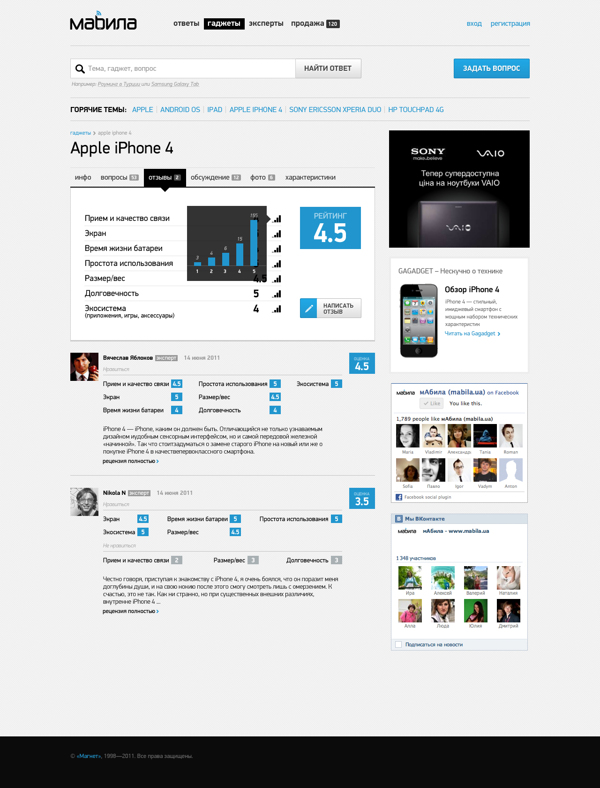 мабила
ответы гаджеты эксперты продажа 120
вход регистрация
Тема, гаджет, вопрос НАЙТИ ОТВЕТ ЗАДАТЬ ВОПРОС
Например: Роуминг в Турции или Samsung Galaxy Tab.
ГОРЯЧИЕ ТЕМЫ: APPLE ANDROID OS IPAD APPLE IPHONE 4 SONY ERICSSON XPERIA DUO HP TOUCHPAD 4G
гаджеты > apple iphone 4
Apple iPhone 4
инфо вопросы 53 отзывы 2 обсуждение 12 фото 6 характеристики
Прием и качество связи
Экран
Время жизни батареи
Простота использования
Размер/вес 4.5
Долговечность 5
Экосистема 4
(приложения, игры, аксессуары)
2 4 6 15 105
1 2 3 4 5
РЕЙТИНГ
4.5
НАПИСАТЬ
ОТЗЫВ
Вячеслав Яблоков эксперт 14 июня 2011
Нравиться
ОЦЕНКА
4.5
Прием и качество связи 4.5 Простота использования 5 Экосистема 5
Экран 5 Размер/вес 4.5
Время жизни батареи 4 Долговечность 4
iPhone 4 — iPhone, каким он должен быть. Отличающийся не только узнаваемым
дизайном иудобным сенсорным интерфейсом, но и самой передовой железной
«начинкой». Так что стоитзадуматься о замене старого iPhone на новый или же о
покупке iPhone 4 в качествепервоклассного смартфона.
рецензия полностью >
Nikola N эксперт 14 июня 2011
Нравиться
ОЦЕНКА
3.5
Экран 4.5 Время жизни батареи 5 Простота использования 5
Экосистема 5 Размер/вес 4.5
Не нравиться
Прием и качество связи 2 Размер/вес 3 Долговечность 3
Честно говоря, приступая к знакомству с iPhone 4, я очень боялся, что он поразит меня
доглубины души, и на свою нокию после этого смогу смотреть лишь с омерзением. К
счастью, это не так. Как ни странно, но при существенных внешних различиях,
внутренне iPhone 4 ...
рецензия полностью >
SONY
make.believe
VAIO
Тепер супердоступна
ціна на ноутбуки VAIO
VAIO
GAGADGET – Нескучно о технике
Обзор iPhone 4
iPhone 4 — стильный,
имиджевый смартфон с
мощным набором технических
характеристик
Читать на Gagadget >
мАбила (mabila.ua) on Facebook
Like You like this.
1,789 people like мАбила (mabila.ua)
Maria Vladimir Александр Таны Roman
Sofia Павло Igor Vadym Anton
Facebook social plugin
В Мы ВКонтакте
мабила мАбила - www.mabila.ua
1 348 участников
Ира Алексей Валерий Наталия
Алла Люда Юлия Дмитрий
Подписаться на новости
© «Магнет», 1999—2011. Все права защищены.